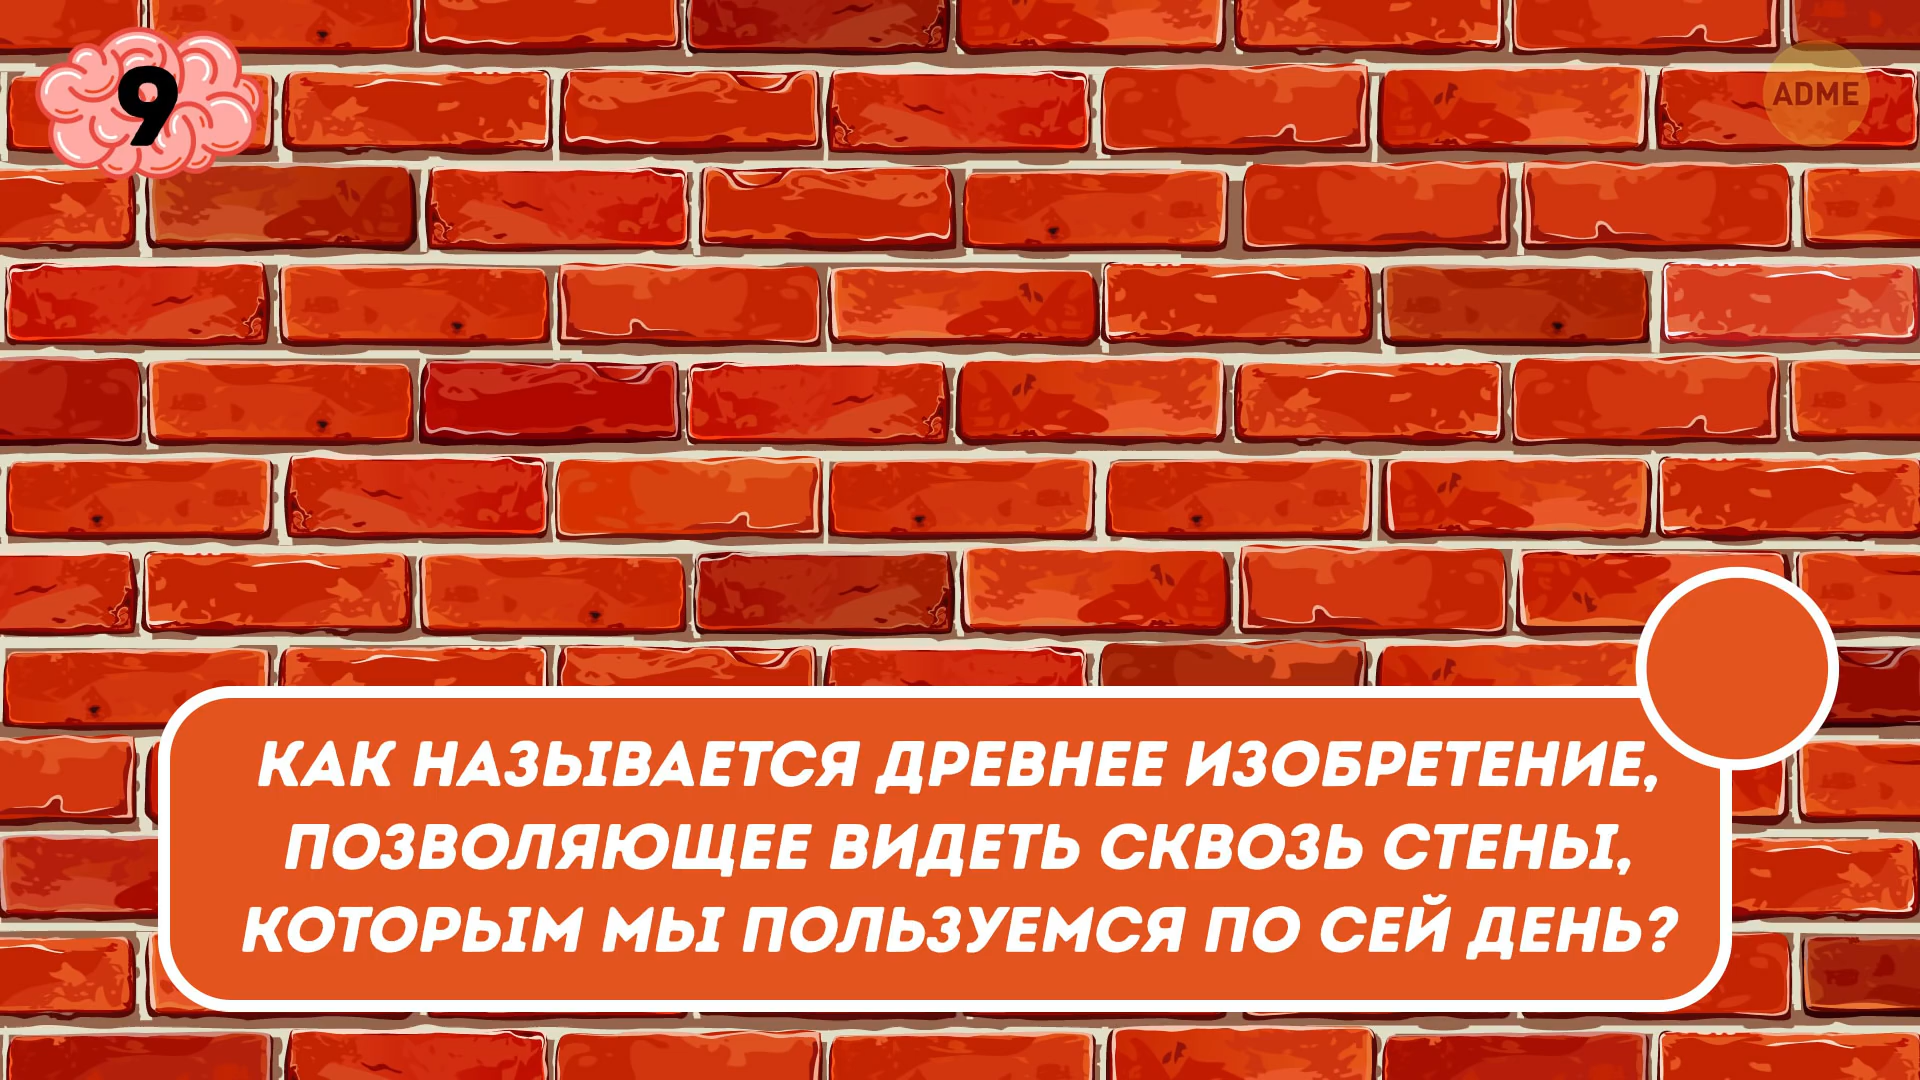 9
ADME
КАК НАЗЫВАЕТСЯ ДРЕВНЕЕ ИЗОБРЕТЕНИЕ,
ПОЗВОЛЯЮЩЕЕ ВИДЕТЬ СКВОЗЬ СТЕНЫ,
КОТОРЫМ МЫ ПОЛЬЗУЕМСЯ ПО СЕЙ ДЕНЬ?